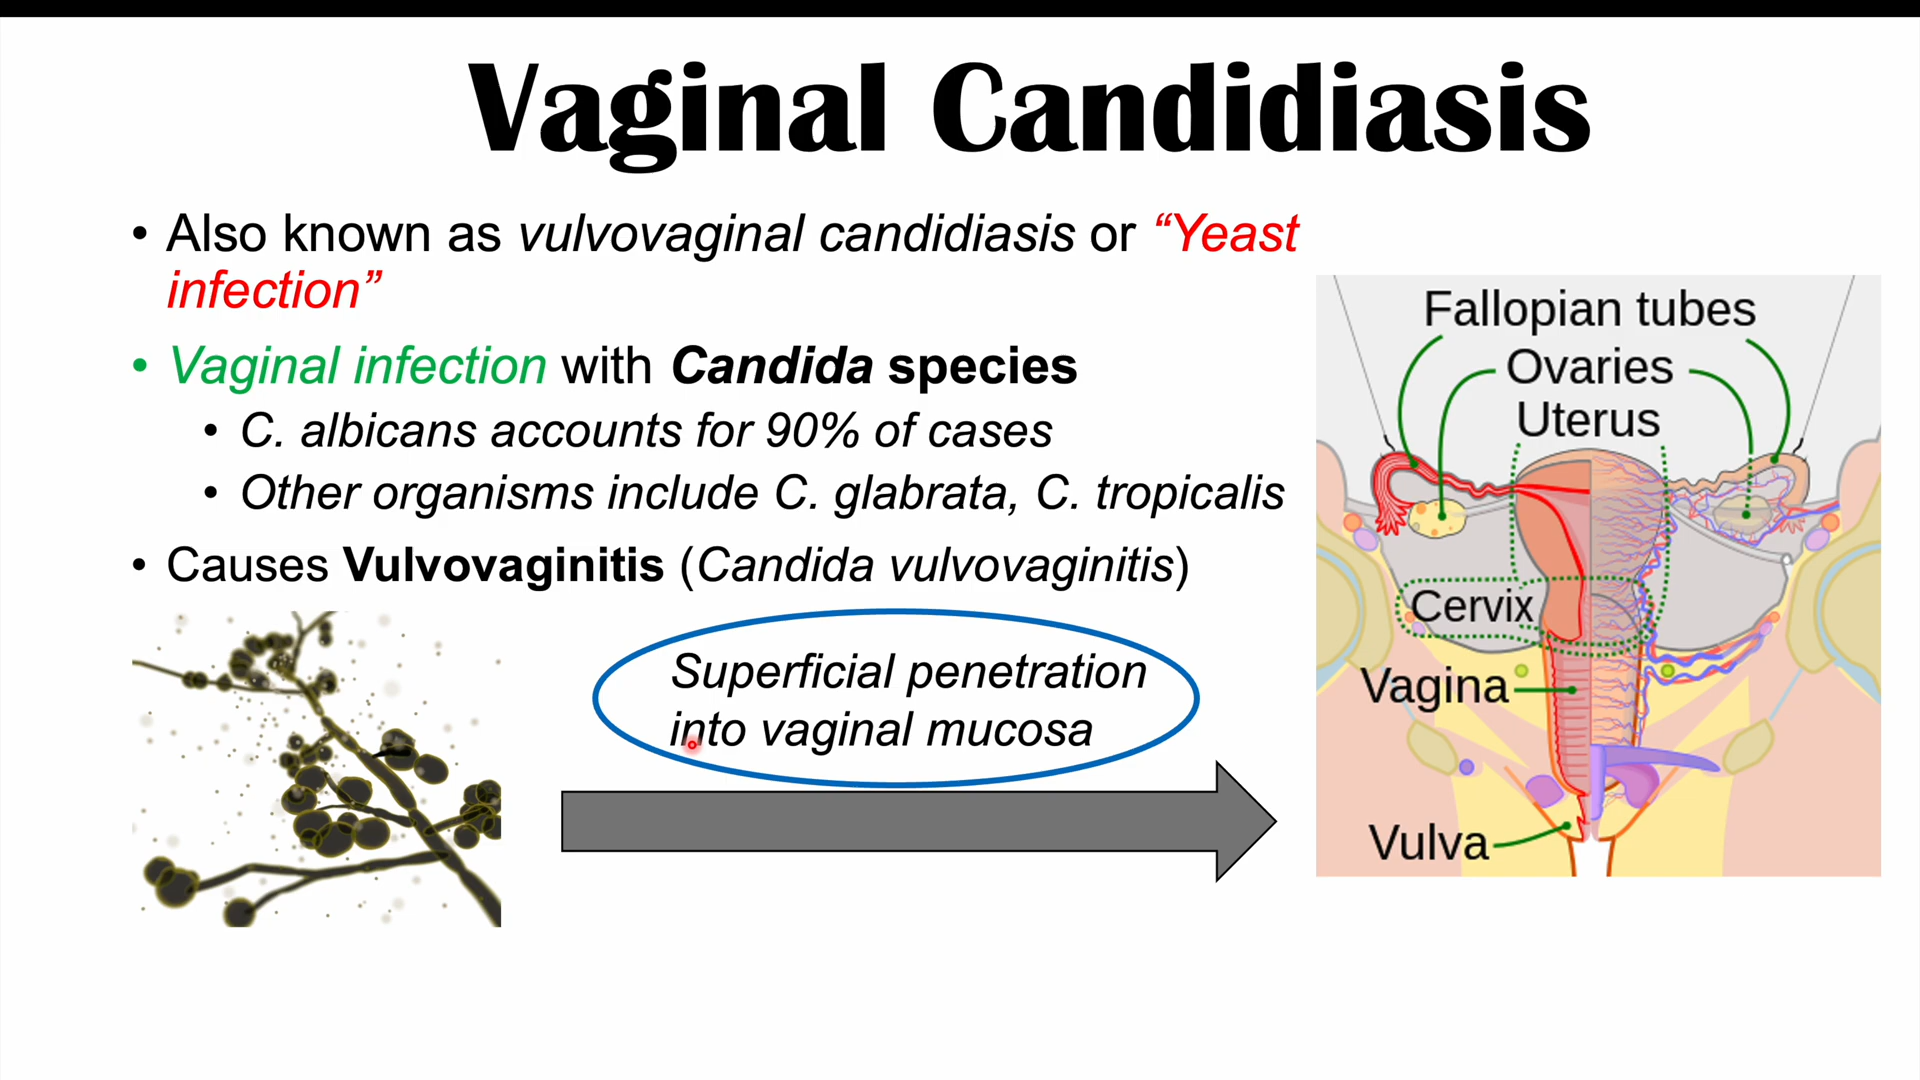 Vaginal Candidiasis
• Also known as vulvovaginal candidiasis or “Yeast
infection”
• Vaginal infection with Candida species
• C. albicans accounts for 90% of cases
• Other organisms include C. glabrata, C. tropicalis
• Causes Vulvovaginitis (Candida vulvovaginitis)
Superficial penetration
into vaginal mucosa
Fallopian tubes
Ovaries
Uterus
Cervix
Vagina
Vulva